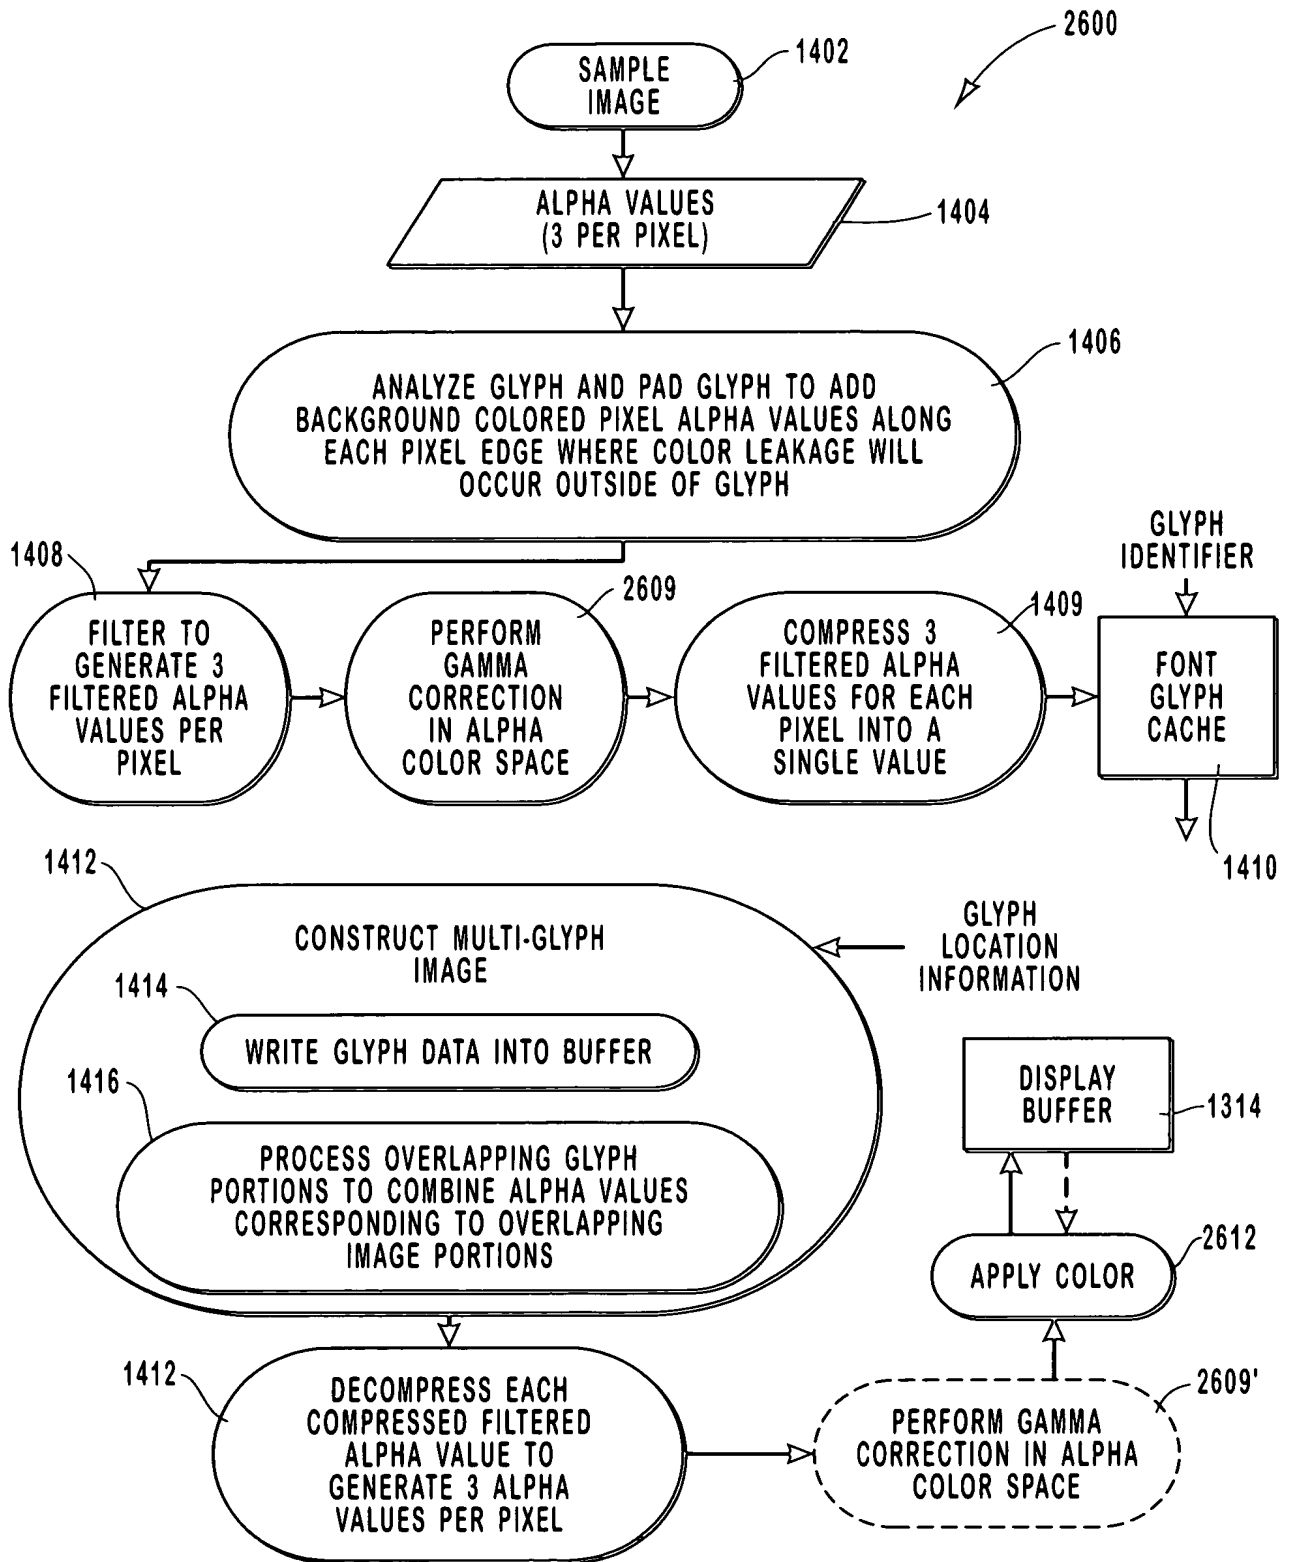 2600
1402
SAMPLE
IMAGE
ALPHA VALUES
(3 PER PIXEL)
1404
1406
ANALYZE GLYPH AND PAD GLYPH TO ADD
BACKGROUND COLORED PIXEL ALPHA VALUES ALONG
EACH PIXEL EDGE WHERE COLOR LEAKAGE WILL
OCCUR OUTSIDE OF GLYPH
1408
FILTER TO
GENERATE 3
FILTERED ALPHA
VALUES PER
PIXEL
2609
PERFORM
GAMMA
CORRECTION
IN ALPHA
COLOR SPACE
1409
COMPRESS 3
FILTERED ALPHA
VALUES FOR EACH
PIXEL INTO A
SINGLE VALUE
GLYPH
IDENTIFIER
FONT
GLYPH
CACHE
1410
1412
CONSTRUCT MULTI-GLYPH
IMAGE
GLYPH
LOCATION
INFORMATION
1414
WRITE GLYPH DATA INTO BUFFER
1416
PROCESS OVERLAPPING GLYPH
PORTIONS TO COMBINE ALPHA VALUES
CORRESPONDING TO OVERLAPPING
IMAGE PORTIONS
DISPLAY
BUFFER
1314
2612
APPLY COLOR
1412
DECOMPRESS EACH
COMPRESSED FILTERED
ALPHA VALUE TO
GENERATE 3 ALPHA
VALUES PER PIXEL
2609'
PERFORM GAMMA
CORRECTION IN ALPHA
COLOR SPACE